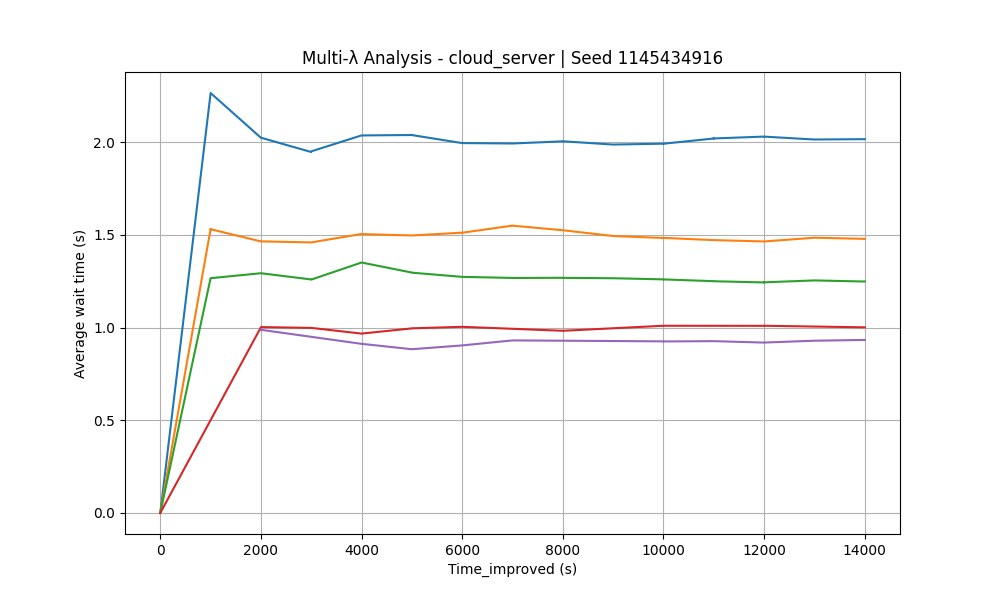 Multi-λ Analysis - cloud_server | Seed 1145434916
Average wait time (s)
2.0
1.5
1.0
0.5
0.0
0 2000 4000 6000 8000 10000 12000 14000
Time_improved (s)